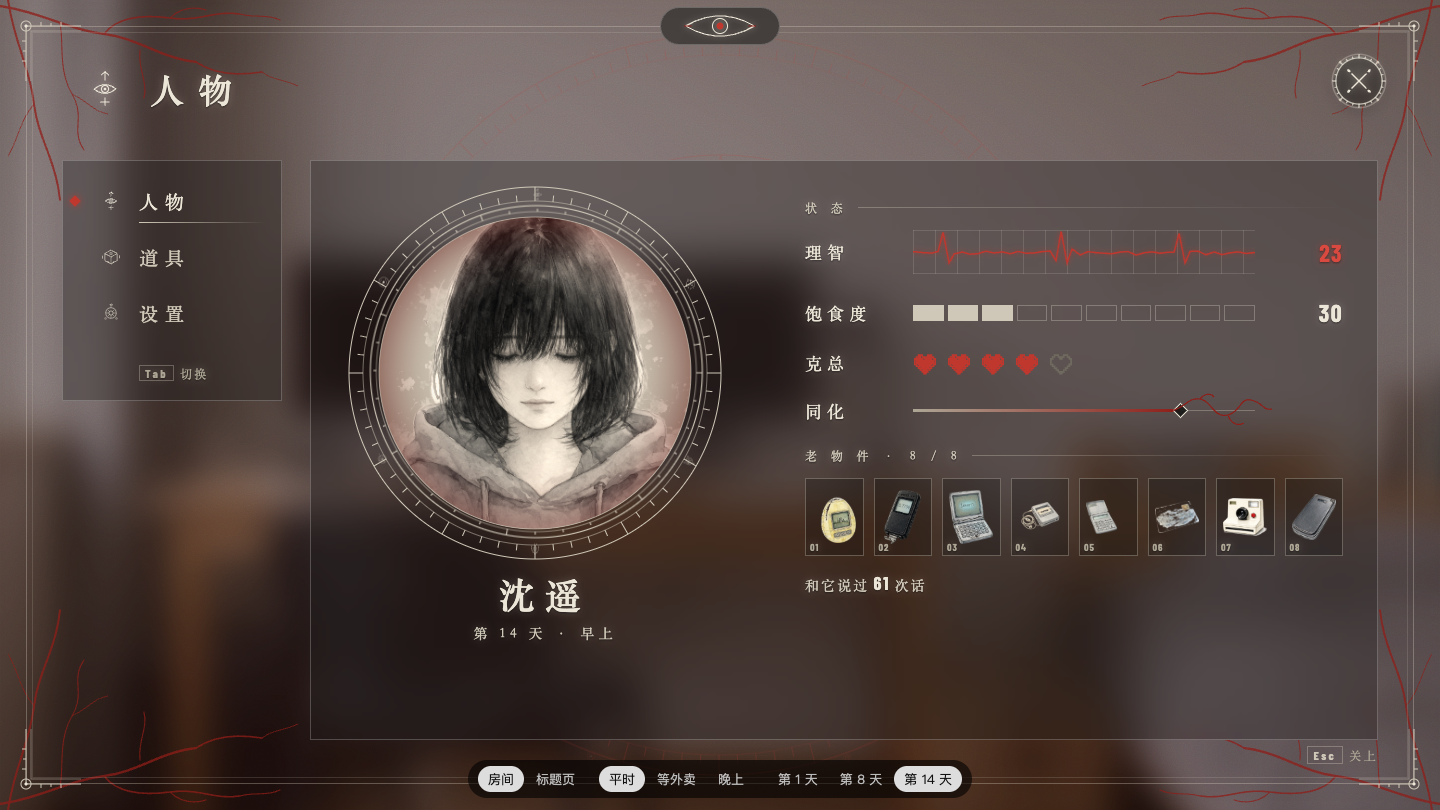 人物
人物
道具
设置
Tab 切换
沈遥
第 14 天 · 早上
状态
理智 23
饱食度 30
克总
同化
老物件 · 8 / 8
01 02 03 04 05 06 07 08
和它说过 61 次话
Esc 关上
房间 标题页 平时 等外卖 晚上 第 1 天 第 8 天 第 14 天